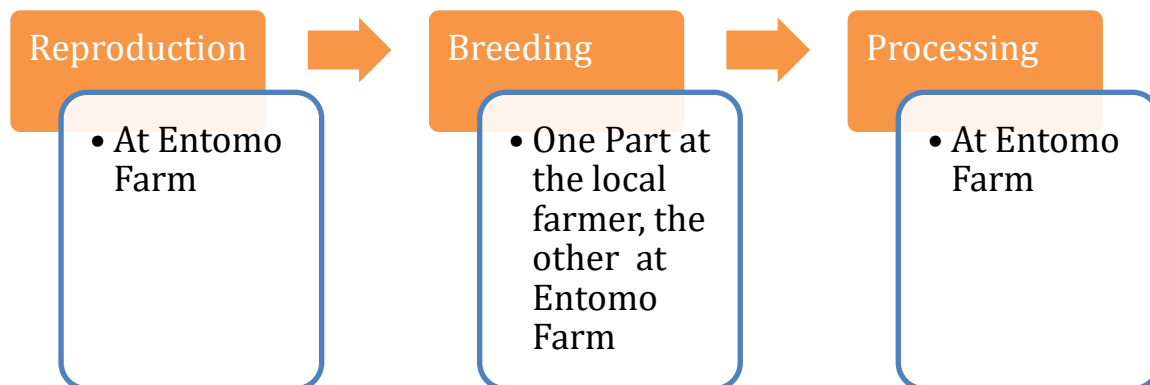 Reproduction
• At Entomo
Farm
Breeding
• One Part at
the local
farmer, the
other at
Entomo
Farm
Processing
• At Entomo
Farm